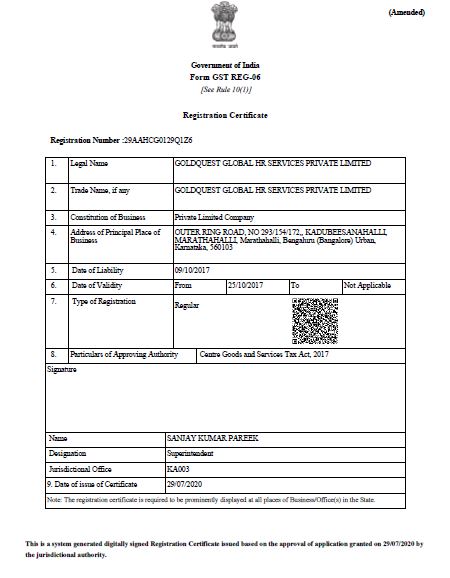 (Amended)
सत्यमेव जयते
Government of India
Form GST REG-06
[See Rule 10(1)]
Registration Certificate
Registration Number :29AAHCG0129Q1Z6
1. Legal Name GOLDQUEST GLOBAL HR SERVICES PRIVATE LIMITED
2. Trade Name, if any GOLDQUEST GLOBAL HR SERVICES PRIVATE LIMITED
3. Constitution of Business Private Limited Company
4. Address of Principal Place of Business OUTER RING ROAD, NO 293/154/172,, KADUBEESANAHALLI,
MARATHAHALLI, Marathahalli, Bengaluru (Bangalore) Urban,
Karnataka, 560103
5. Date of Liability 09/10/2017
6. Date of Validity From 25/10/2017 To Not Applicable
7. Type of Registration Regular
8. Particulars of Approving Authority Centre Goods and Services Tax Act, 2017
Signature
Name SANJAY KUMAR PAREEK
Designation Superintendent
Jurisdictional Office KA003
9. Date of issue of Certificate 29/07/2020
Note: The registration certificate is required to be prominently displayed at all places of Business/Office(s) in the State.
This is a system generated digitally signed Registration Certificate issued based on the approval of application granted on 29/07/2020 by
the jurisdictional authority.